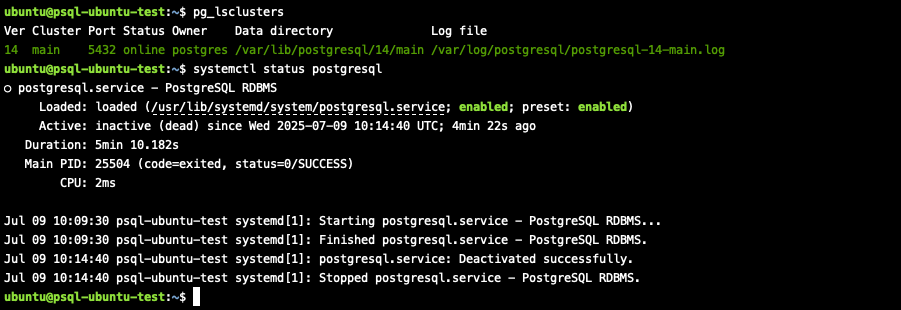 ubuntu@psql-ubuntu-test:~$ pg_lsclusters
Ver Cluster Port Status Owner    Data directory              Log file
14  main    5432 online postgres /var/lib/postgresql/14/main /var/log/postgresql/postgresql-14-main.log
ubuntu@psql-ubuntu-test:~$ systemctl status postgresql
○ postgresql.service - PostgreSQL RDBMS
     Loaded: loaded (/usr/lib/systemd/system/postgresql.service; enabled; preset: enabled)
     Active: inactive (dead) since Wed 2025-07-09 10:14:40 UTC; 4min 22s ago
   Duration: 5min 10.182s
   Main PID: 25504 (code=exited, status=0/SUCCESS)
        CPU: 2ms

Jul 09 10:09:30 psql-ubuntu-test systemd[1]: Starting postgresql.service - PostgreSQL RDBMS...
Jul 09 10:09:30 psql-ubuntu-test systemd[1]: Finished postgresql.service - PostgreSQL RDBMS.
Jul 09 10:14:40 psql-ubuntu-test systemd[1]: postgresql.service: Deactivated successfully.
Jul 09 10:14:40 psql-ubuntu-test systemd[1]: Stopped postgresql.service - PostgreSQL RDBMS.
ubuntu@psql-ubuntu-test:~$